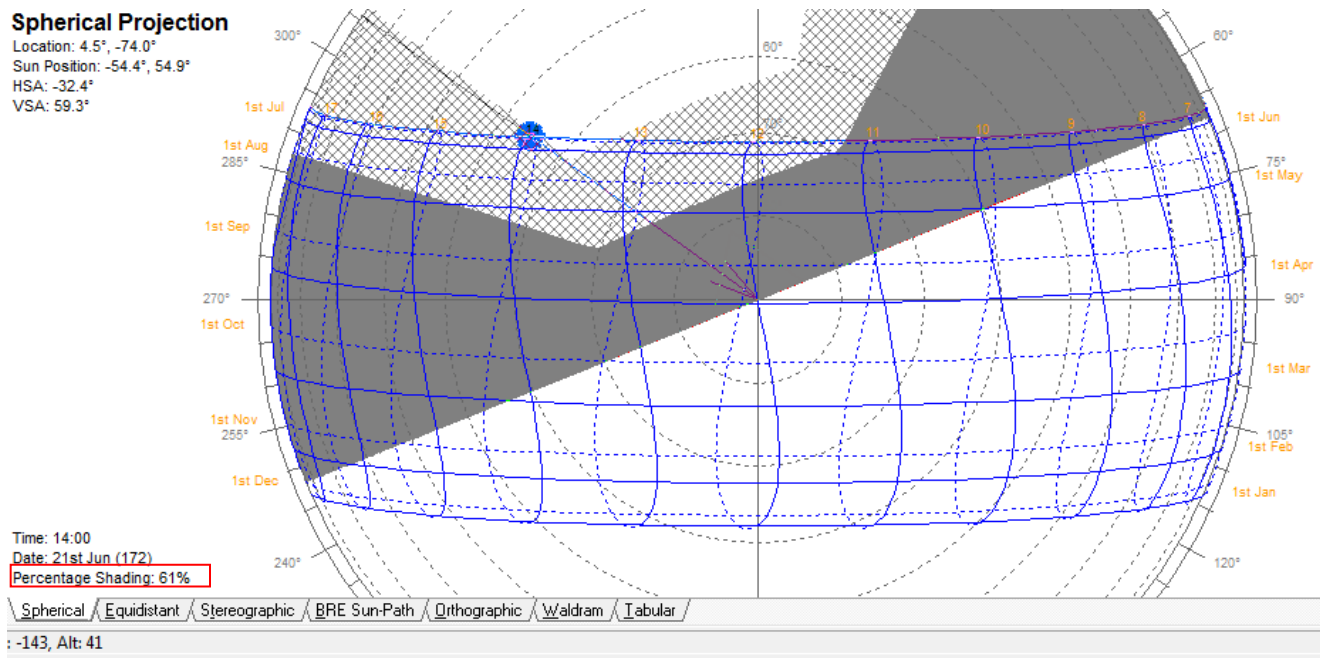 Spherical Projection
Location: 4.5°, -74.0°
Sun Position: -54.4°, 54.9°
HSA: -32.4°
VSA: 59.3°
300°
60°
60°
1st Jul
17
13
12
11
10
9
8
7
1st Jun
1st Aug
285°
75°
1st May
1st Sep
1st Apr
270°
90°
1st Oct
1st Mar
1st Nov
255°
105°
1st Feb
1st Dec
1st Jan
Time: 14:00
Date: 21st Jun (172)
Percentage Shading: 61%
240°
120°
Spherical Equidistant Stereographic BRE Sun-Path Orthographic Waldram Tabular
: -143, Alt: 41